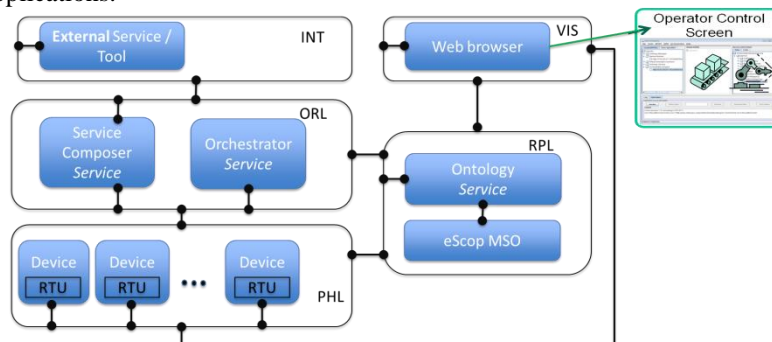 External Service /
Tool
INT
Web browser
VIS
Operator Control
Screen
ORL
Service
Composer
Service
Orchestrator
Service
RPL
Ontology
Service
eScop MSO
Device
RTU
Device
RTU
Device
RTU
PHL